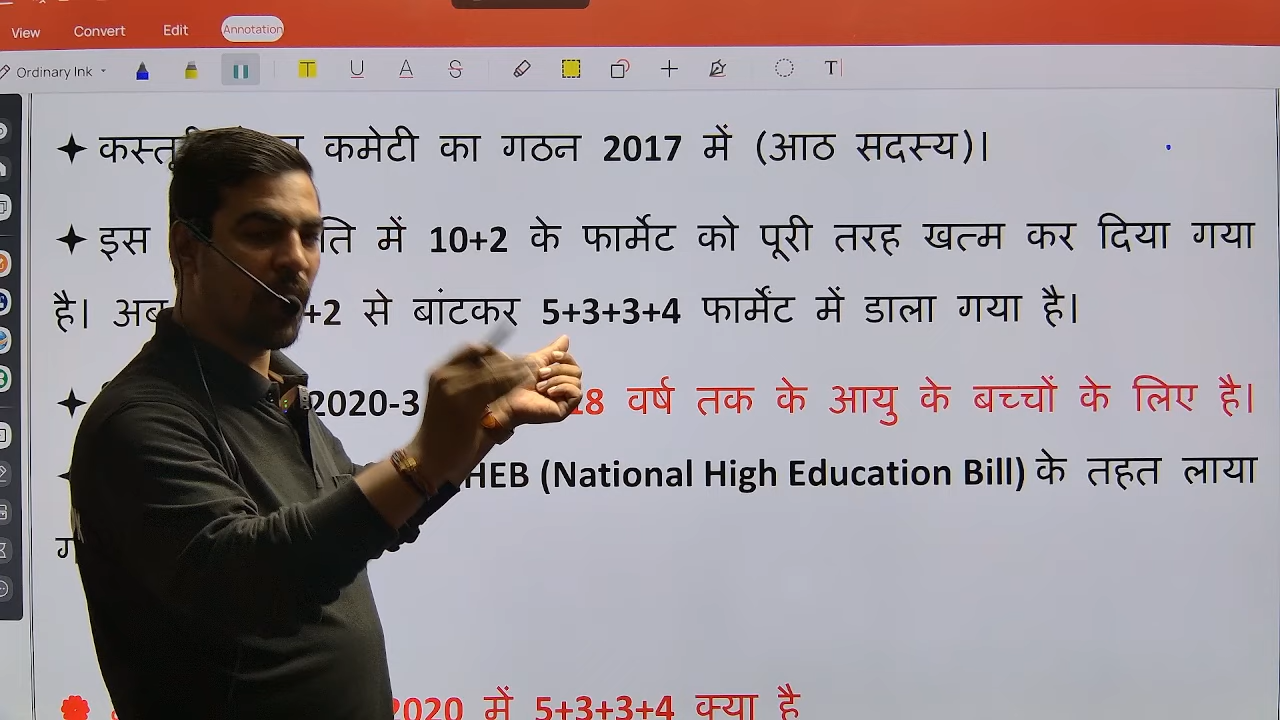 View Convert Edit Annotation
Ordinary Ink T U A S T
कमेटी का गठन 2017 में (आठ सदस्य)।
इस ति में 10+2 के फार्मेट को पूरी तरह खत्म कर दिया गया
है। अब +2 से बांटकर 5+3+3+4 फार्मेंट में डाला गया है।
2020-3 18 वर्ष तक के आयु के बच्चों के लिए है।
HEB (National High Education Bill) के तहत लाया
2020 में 5+3+3+4 क्या है